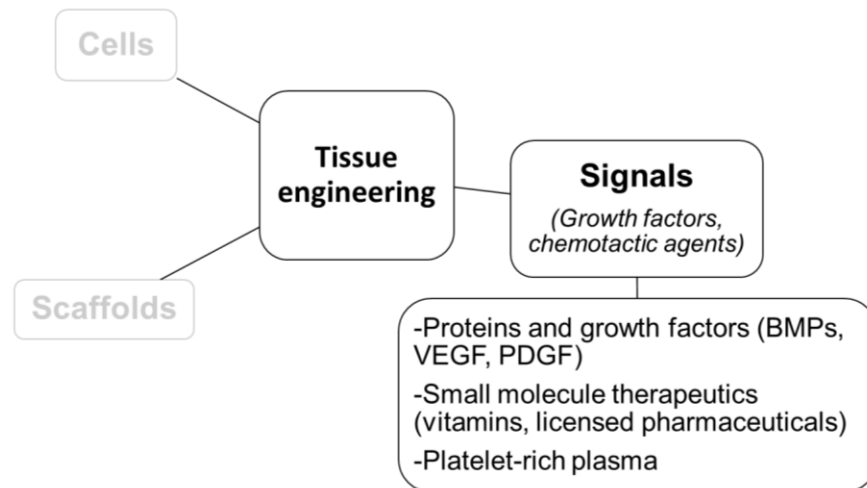 Cells
Tissue
engineering
Signals
(Growth factors,
chemotactic agents)
Scaffolds
-Proteins and growth factors (BMPs,
VEGF, PDGF)
-Small molecule therapeutics
(vitamins, licensed pharmaceuticals)
-Platelet-rich plasma